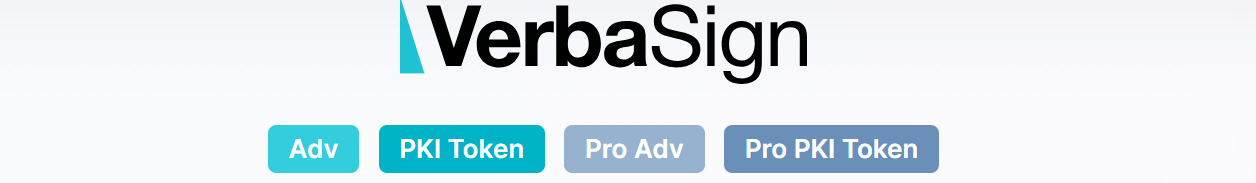 VerbaSign
Adv PKI Token Pro Adv Pro PKI Token